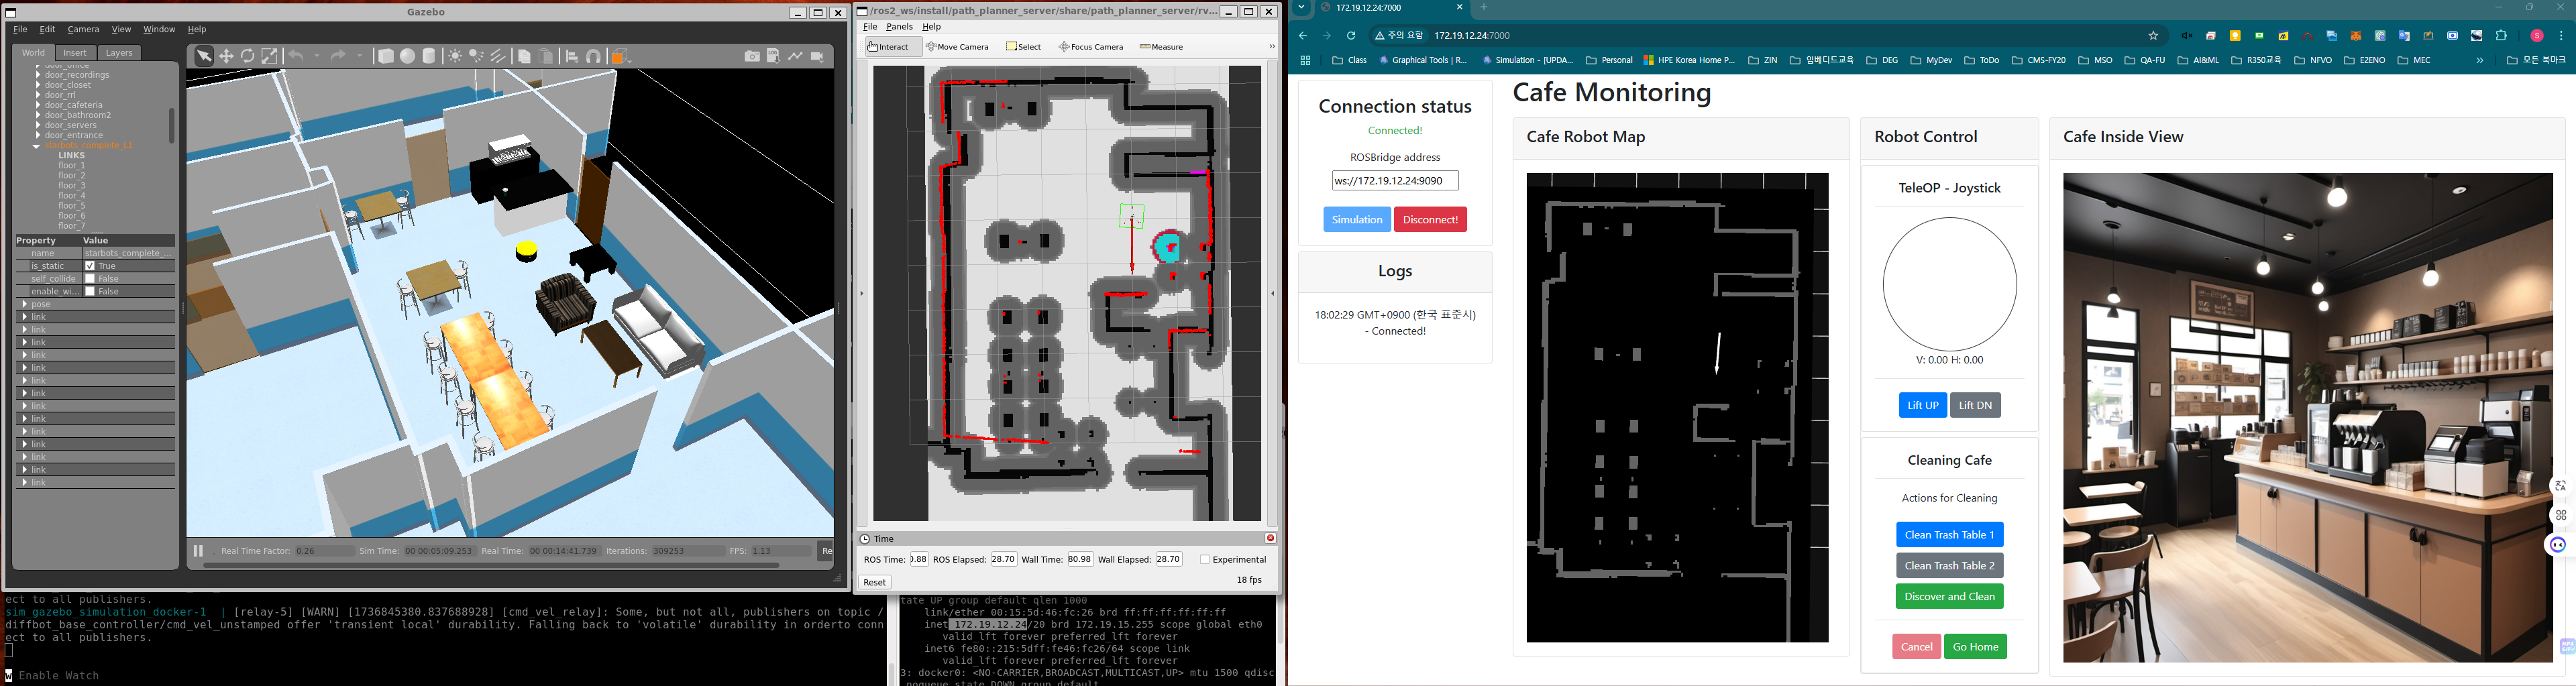 Gazebo
File Edit Camera View Window Help
World Insert Layers
door_office
door_recordings
door_closet
door_rrl
door_cafeteria
door_bathroom2
door_servers
door_entrance
starbots_complete_L1
LINKS
floor_1
floor_2
floor_3
floor_4
floor_5
floor_6
floor_7
Property Value
name starbots_complete_...
is_static True
self_collide False
enable_wi... False
pose
link
link
link
link
link
link
link
link
link
link
link
link
link
link
Real Time Factor: 0.26 Sim Time: 00 00:05:09.253 Real Time: 00 00:14:41.739 Iterations: 309253 FPS: 1.13 Re
ect to all publishers.
sim_gazebo_simulation_docker-1 | [relay-5] [WARN] [1736845380.837688928] [cmd_vel_relay]: Some, but not all, publishers on topic /
diffbot_base_controller/cmd_vel_unstamped offer 'transient local' durability. Falling back to 'volatile' durability in orderto conn
ect to all publishers.
w Enable Watch
/ros2_ws/install/path_planner_server/share/path_planner_server/rv...
File Panels Help
Interact Move Camera Select Focus Camera Measure »
Time
ROS Time: 0.88 ROS Elapsed: 28.70 Wall Time: 80.98 Wall Elapsed: 28.70 Experimental
Reset 18 fps
tate UP group default qlen 1000
link/ether 00:15:5d:46:fc:26 brd ff:ff:ff:ff:ff:ff
inet 172.19.12.24/20 brd 172.19.15.255 scope global eth0
valid_lft forever preferred_lft forever
inet6 fe80::215:5dff:fe46:fc26/64 scope link
valid_lft forever preferred_lft forever
3: docker0: <NO-CARRIER,BROADCAST,MULTICAST,UP> mtu 1500 qdisc
noqueue state DOWN group default
172.19.12.24:7000
주의 요함 172.19.12.24:7000
Class Graphical Tools | R... Simulation - [UPDA... Personal HPE Korea Home P... ZIN 임베디드교육 DEG MyDev ToDo CMS-FY20 MSO QA-FU AI&ML R350교육 NFVO E2ENO MEC » 모든 북마크
Connection status
Connected!
ROSBridge address
ws://172.19.12.24:9090
Simulation Disconnect!
Logs
18:02:29 GMT+0900 (한국 표준시)
- Connected!
Cafe Monitoring
Cafe Robot Map
Robot Control
TeleOP - Joystick
V: 0.00 H: 0.00
Lift UP Lift DN
Cleaning Cafe
Actions for Cleaning
Clean Trash Table 1
Clean Trash Table 2
Discover and Clean
Cancel Go Home
Cafe Inside View